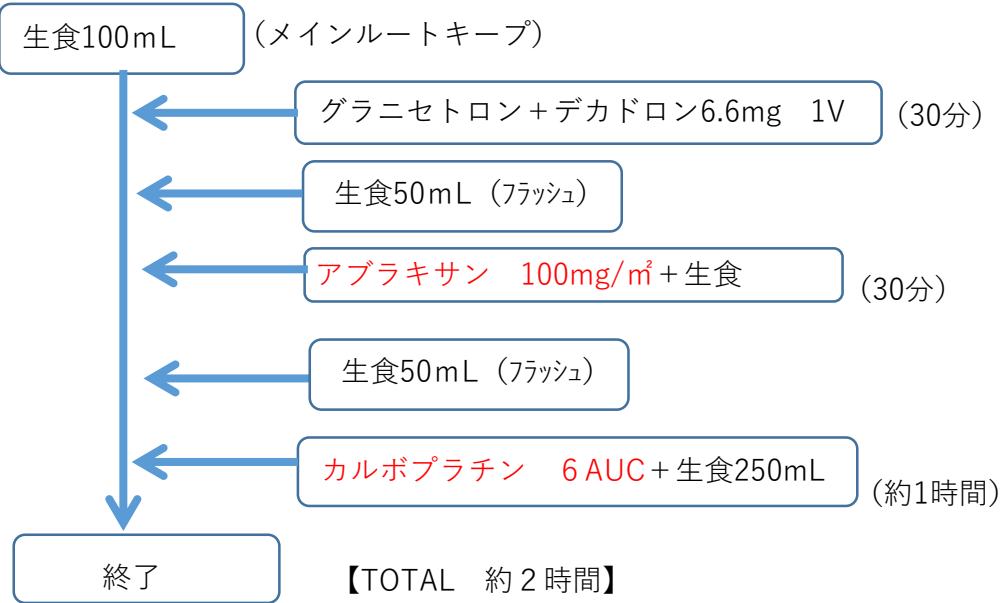 生食100mL (メインルートキープ)
グラニセトロン+デカドロン6.6mg 1V (30分)
生食50mL (フラッシュ)
アブラキサン 100mg/㎡+生食 (30分)
生食50mL (フラッシュ)
カルボプラチン 6 AUC+生食250mL (約1時間)
終了 【TOTAL 約2時間】